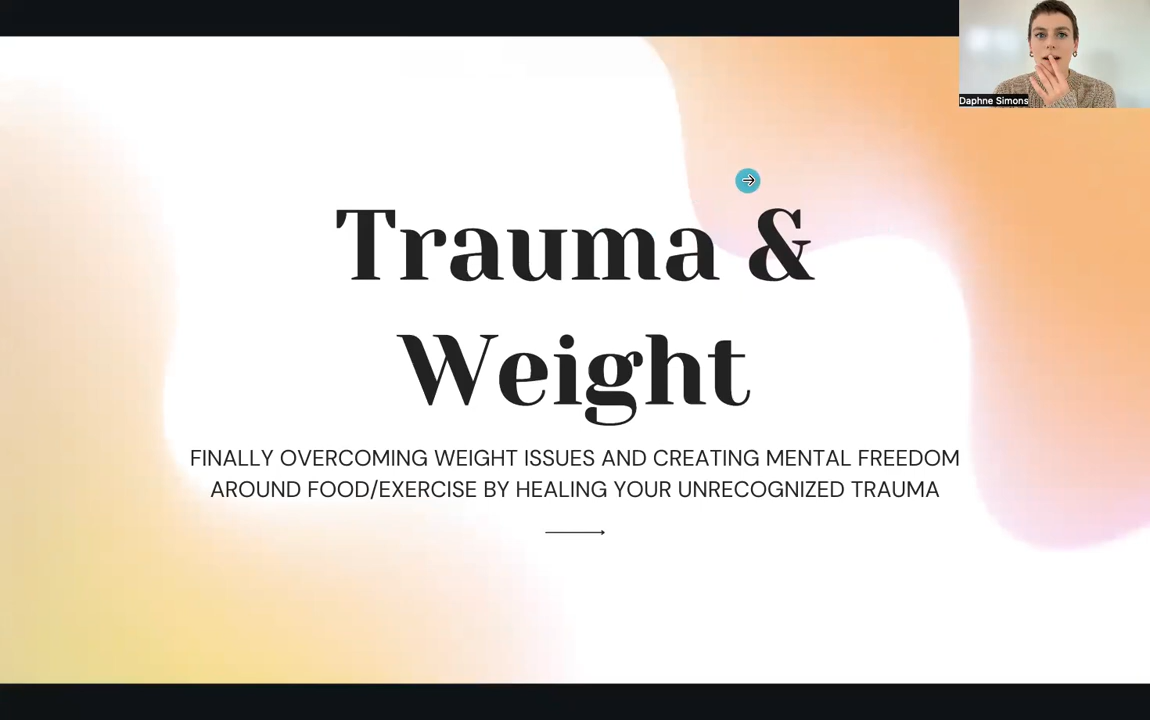 Daphne Simons
Trauma &
Weight
FINALLY OVERCOMING WEIGHT ISSUES AND CREATING MENTAL FREEDOM
AROUND FOOD/EXERCISE BY HEALING YOUR UNRECOGNIZED TRAUMA